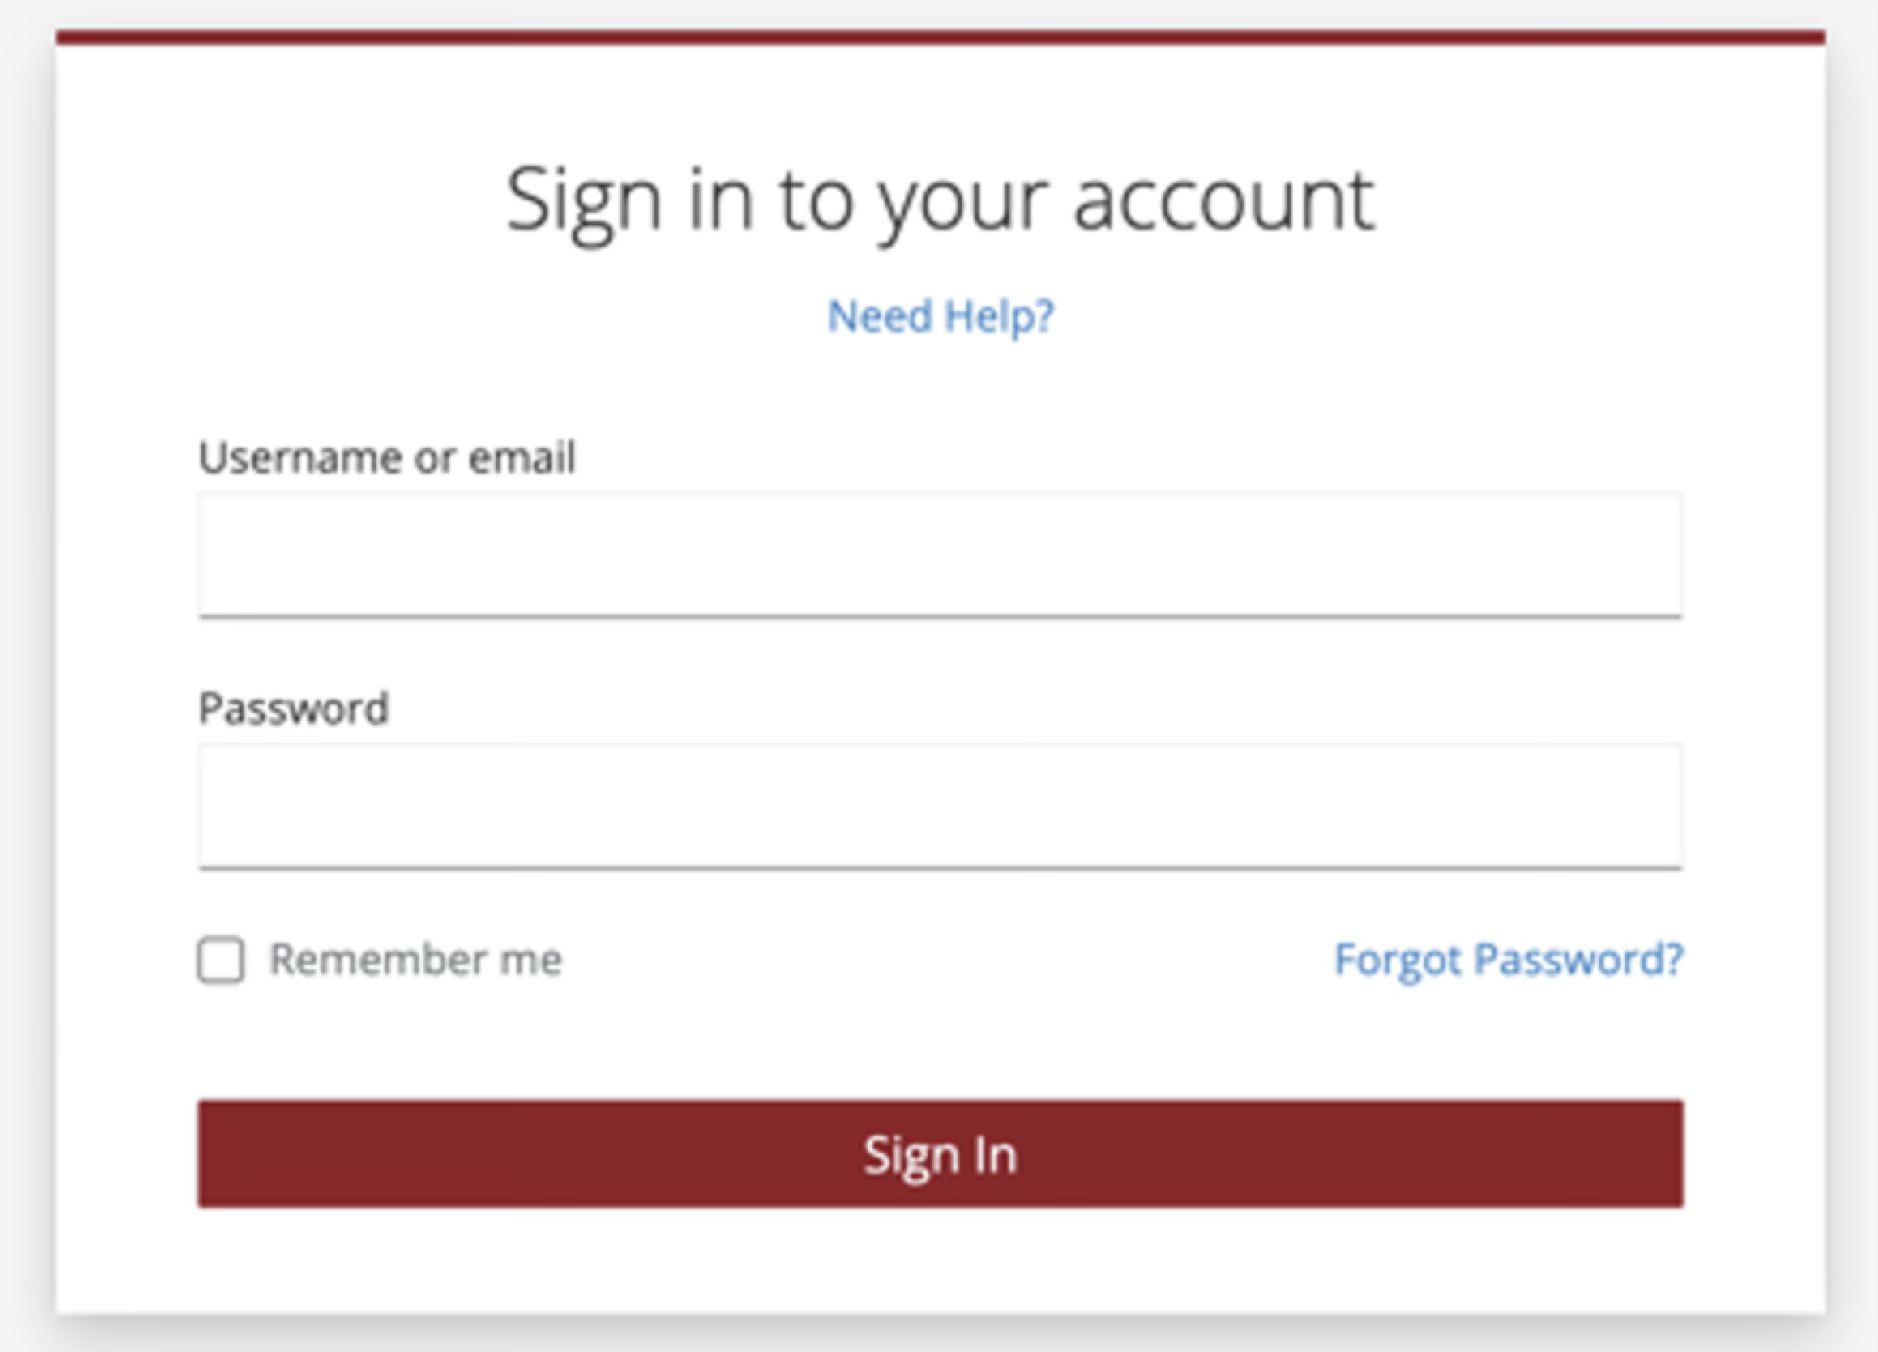 Sign in to your account
Need Help?
Username or email
Password
Remember me
Forgot Password?
Sign In